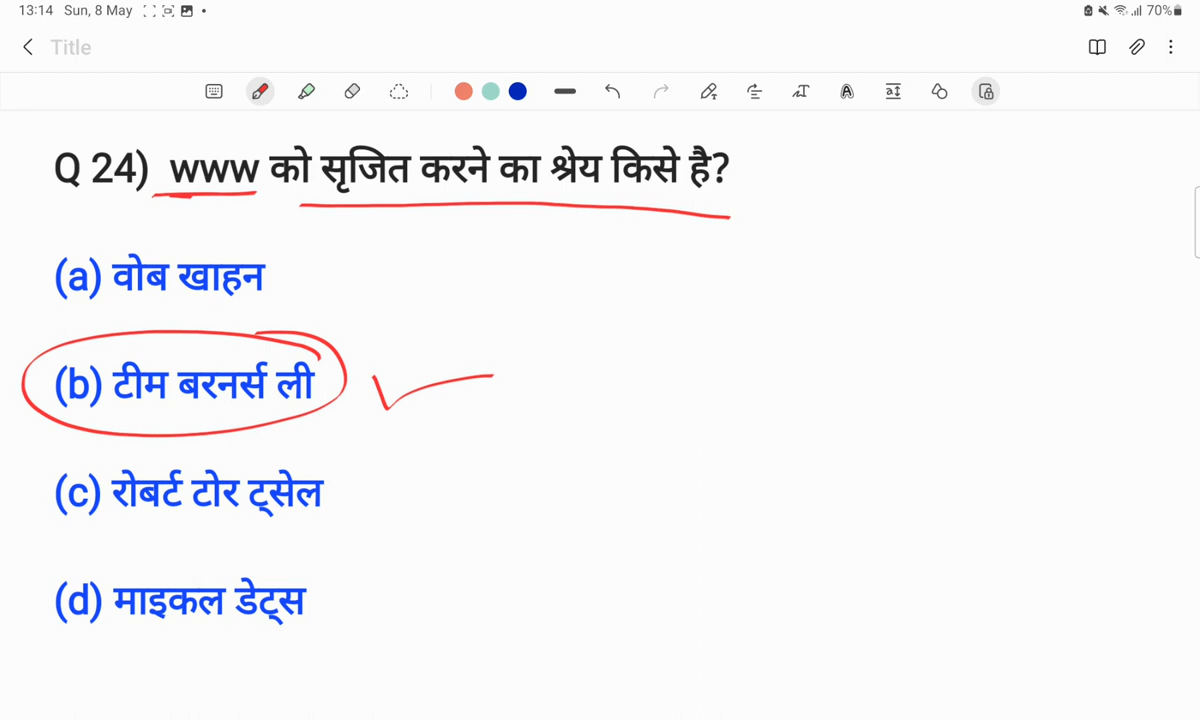 13:14 Sun, 8 May 70%
Title
Q 24) www को सृजित करने का श्रेय किसे है?
(a) वोब खाहन
(b) टीम बरनर्स ली
(c) रोबर्ट टोर ट्सेल
(d) माइकल डेट्स